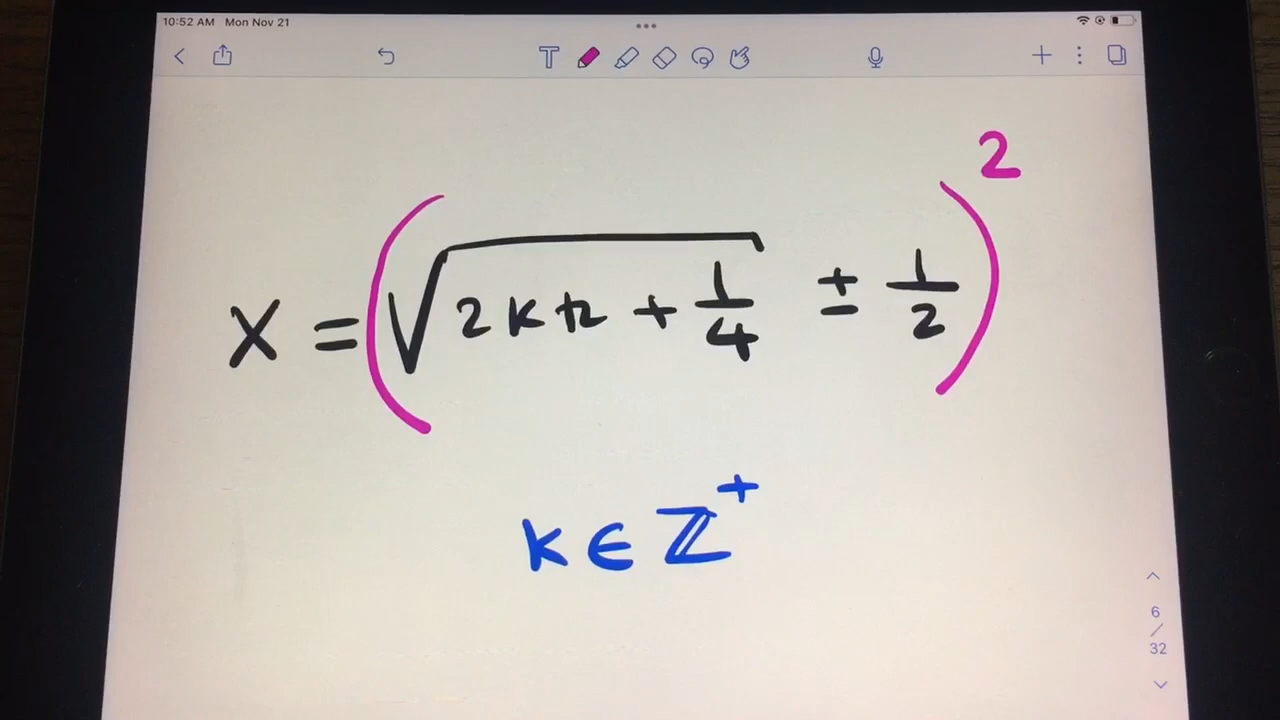 10:52 AM Mon Nov 21
T
2
X = (√(2kπ + 1/4) ± 1/2)
k ∈ ℤ⁺
6
/
32